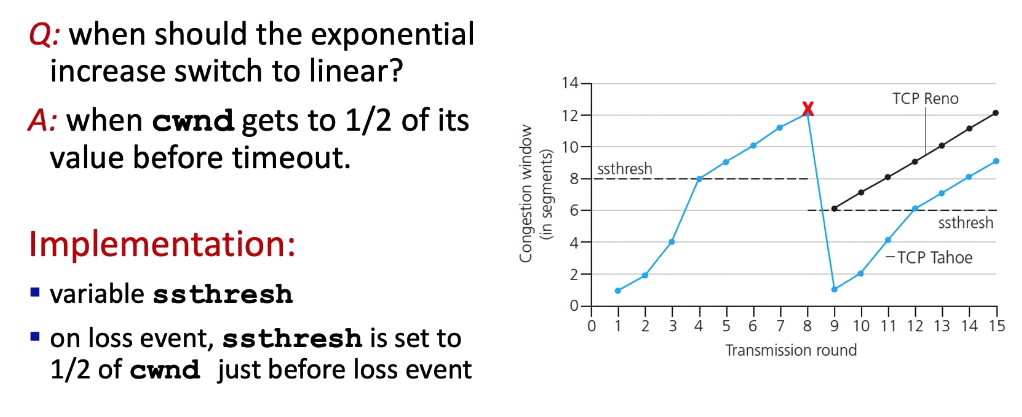 Q: when should the exponential
increase switch to linear?
A: when cwnd gets to 1/2 of its
value before timeout.
Implementation:
▪ variable ssthresh
▪ on loss event, ssthresh is set to
1/2 of cwnd just before loss event
Congestion window
(in segments)
14
12
10
8
6
4
2
0
ssthresh
X
TCP Reno
ssthresh
TCP Tahoe
0 1 2 3 4 5 6 7 8 9 10 11 12 13 14 15
Transmission round